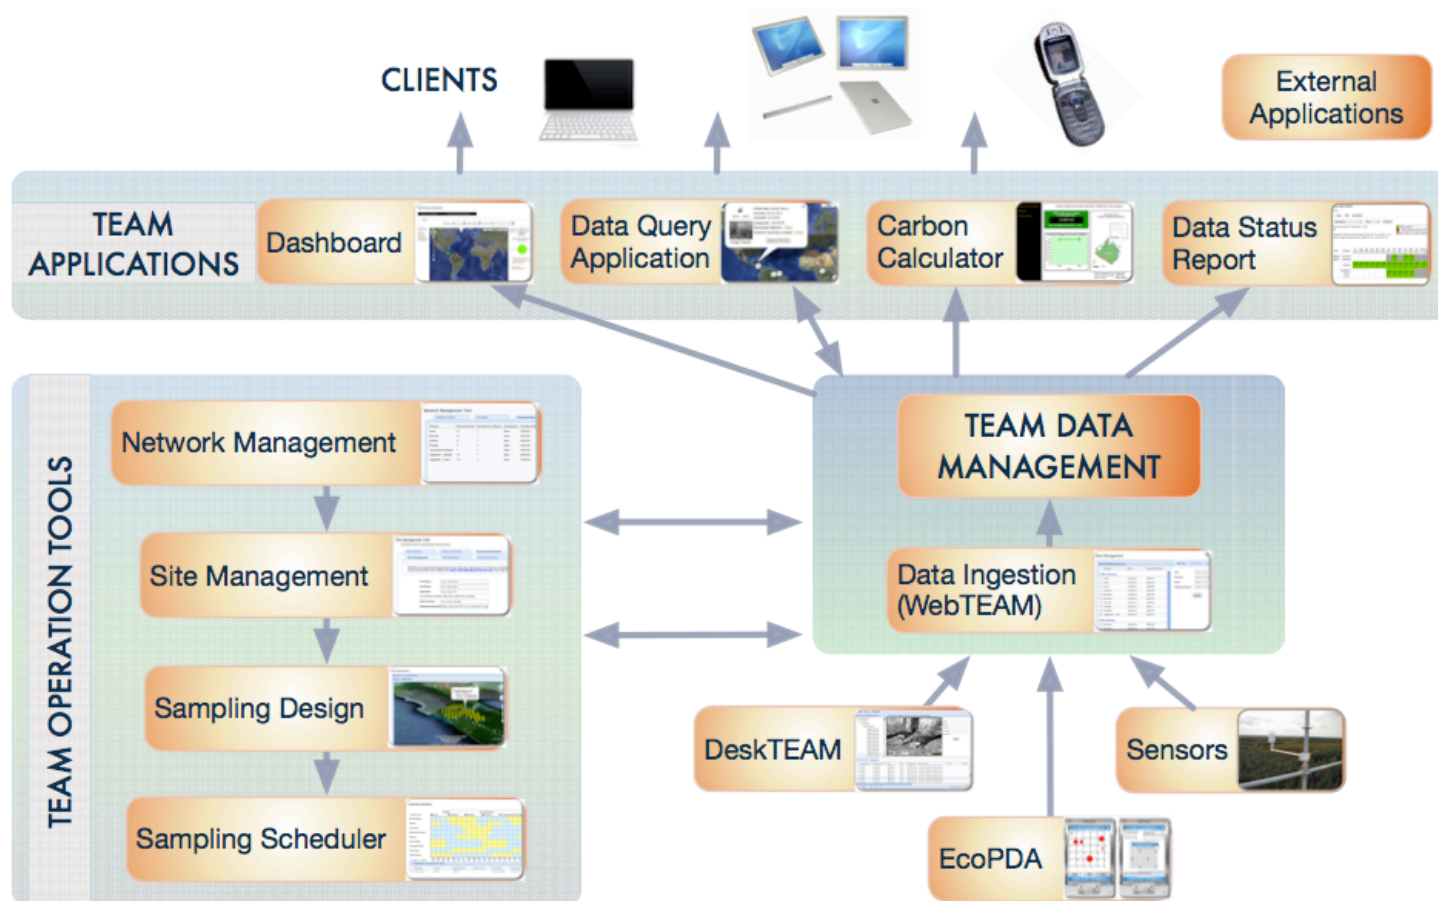 CLIENTS
External
Applications
TEAM
APPLICATIONS
Dashboard
Data Query
Application
Carbon
Calculator
Data Status
Report
TEAM OPERATION TOOLS
Network Management
Site Management
Sampling Design
Sampling Scheduler
TEAM DATA
MANAGEMENT
Data Ingestion
(WebTEAM)
DeskTEAM
Sensors
EcoPDA